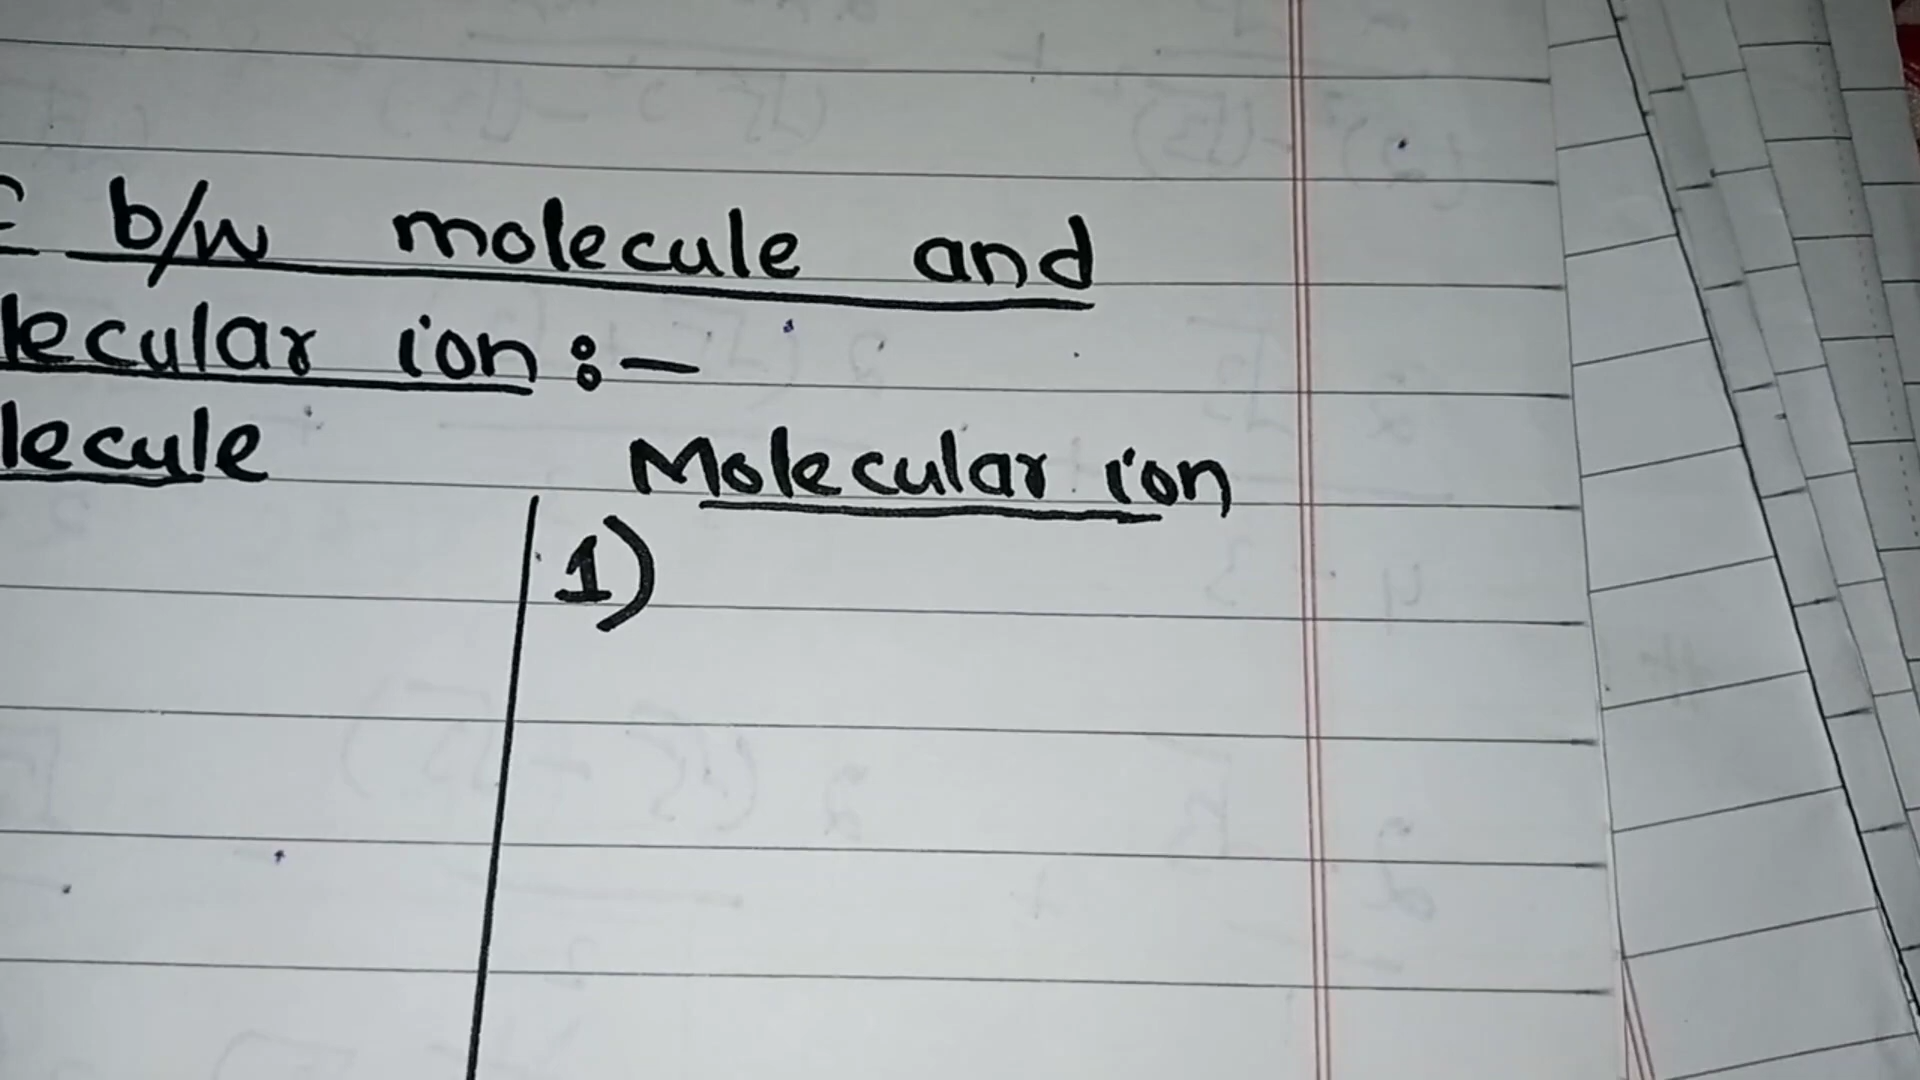 b/w molecule and
lecular ion :-
lecule Molecular ion
1)